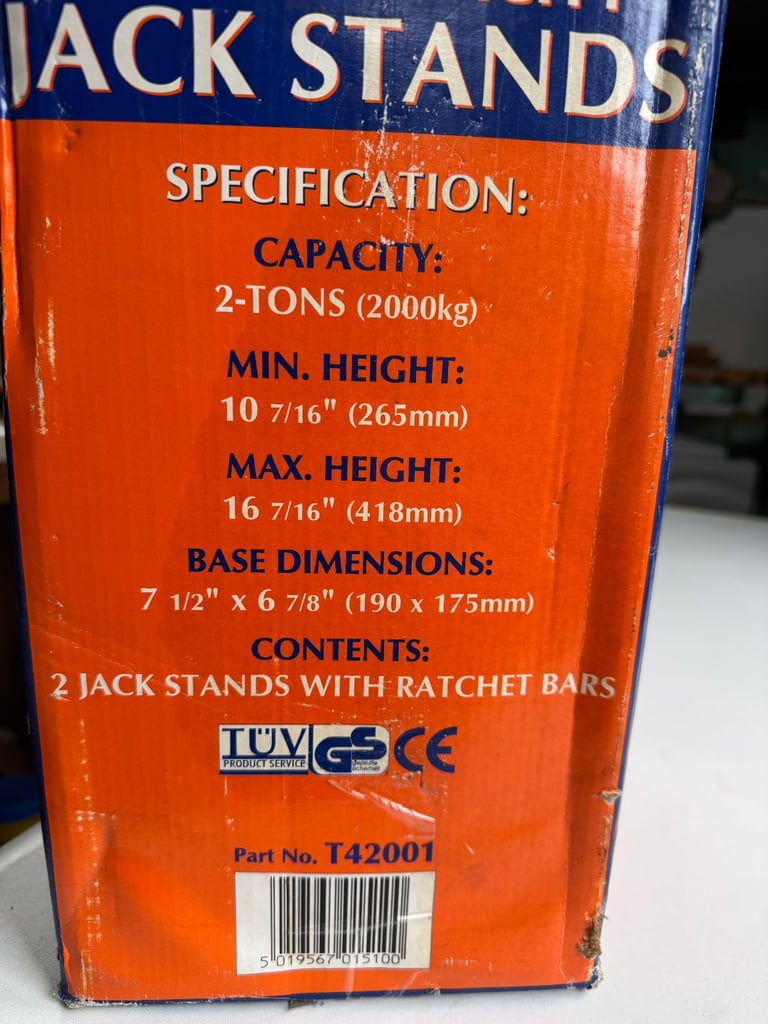 JACK STANDS
SPECIFICATION:
CAPACITY:
2-TONS (2000kg)
MIN. HEIGHT:
10 7/16" (265mm)
MAX. HEIGHT:
16 7/16" (418mm)
BASE DIMENSIONS:
7 1/2" x 6 7/8" (190 x 175mm)
CONTENTS:
2 JACK STANDS WITH RATCHET BARS
TÜV GS CE
PRODUCT SERVICE
geprüfte
Sicherheit
Part No. T42001
5 019567 015100